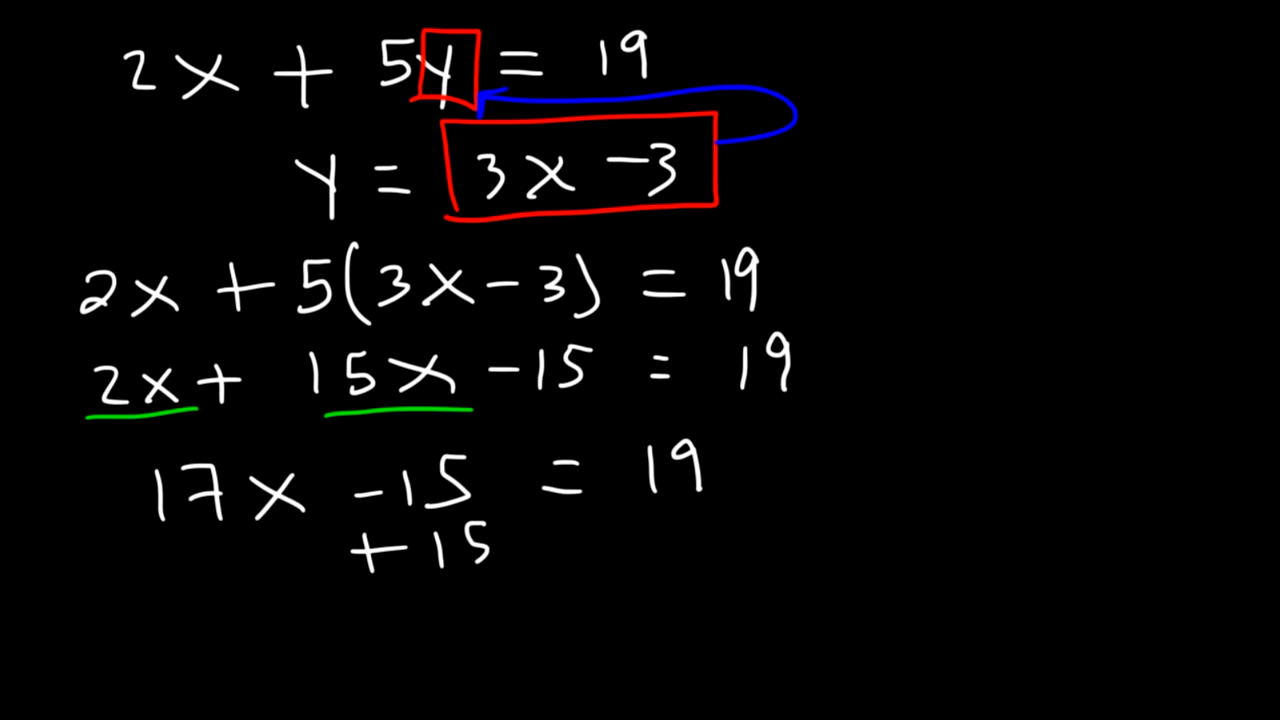 2x + 5y = 19
y = 3x - 3
2x + 5(3x - 3) = 19
2x + 15x - 15 = 19
17x - 15 = 19
+ 15